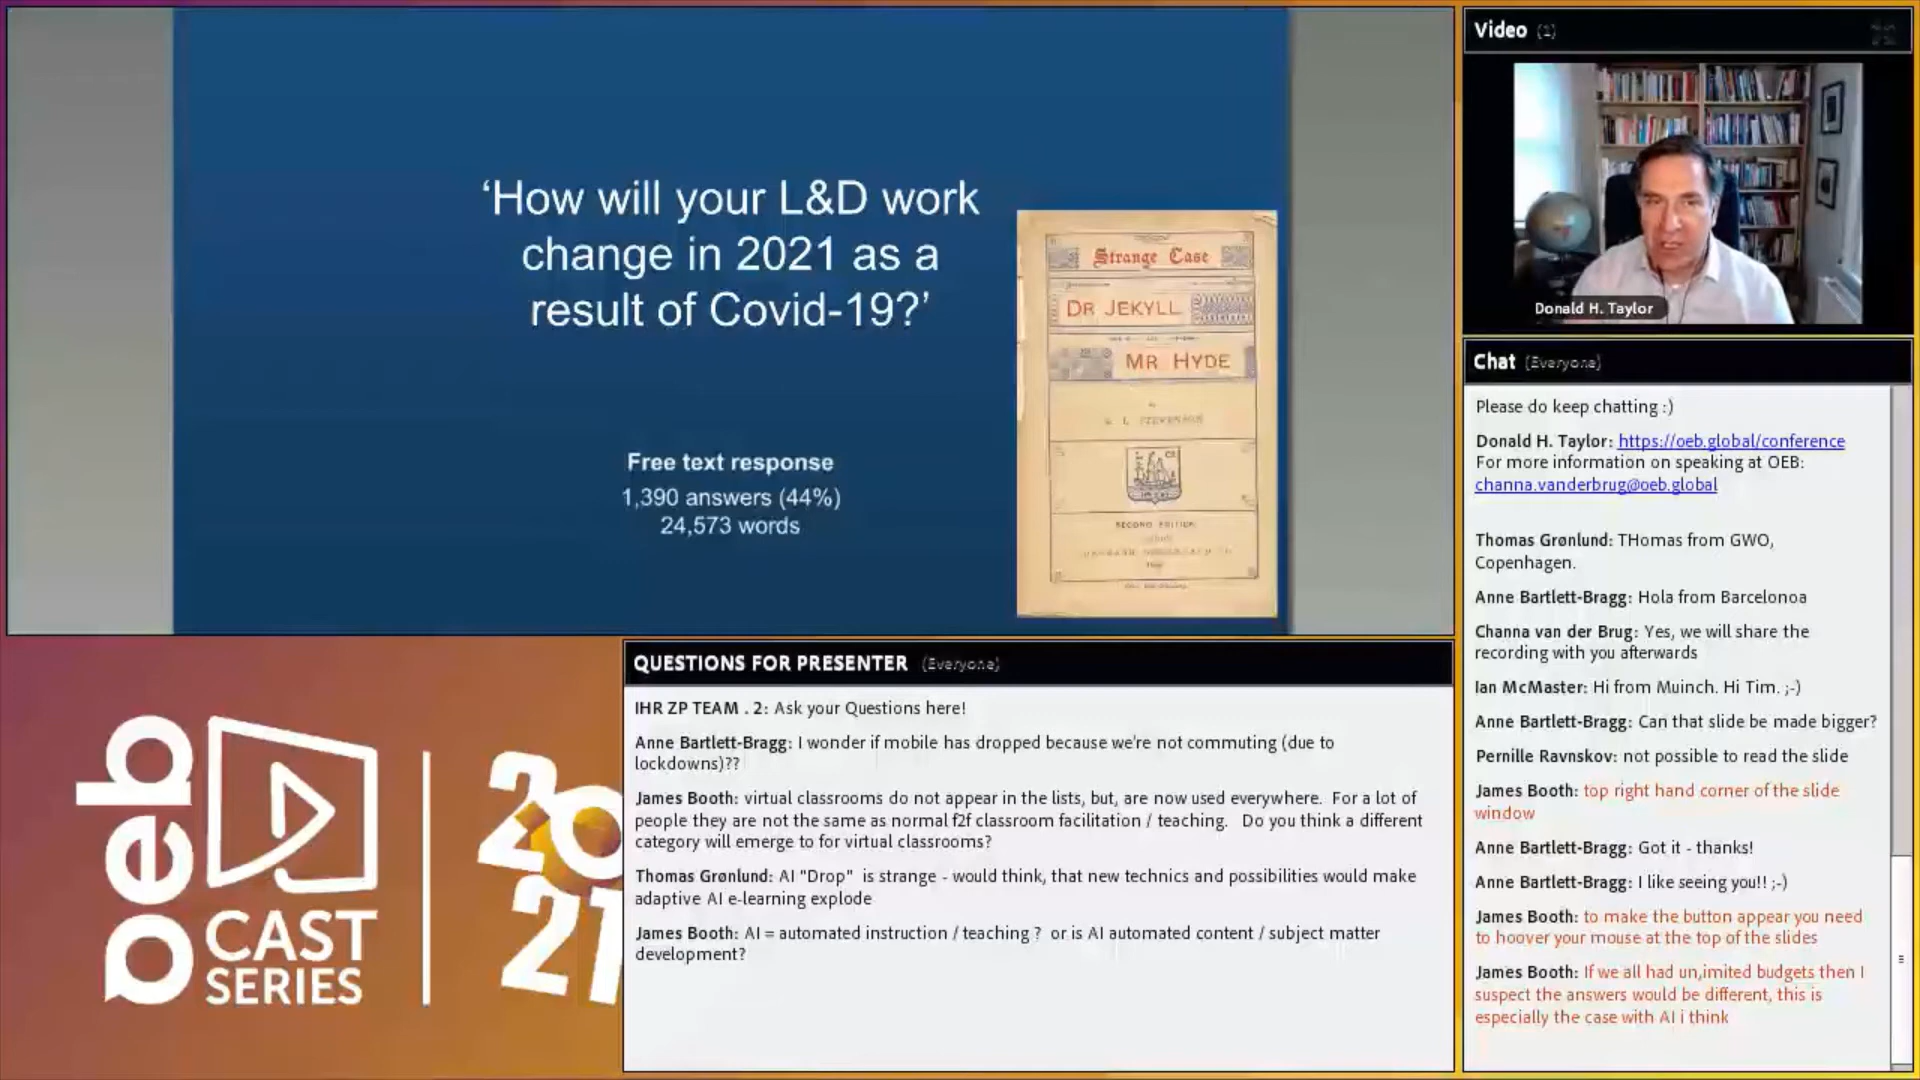 ‘How will your L&D work
change in 2021 as a
result of Covid-19?’
Free text response
1,390 answers (44%)
24,573 words
Strange Case
DR JEKYLL
MR HYDE
SECOND EDITION
Video (1)
Donald H. Taylor
Chat (Everyone)
Please do keep chatting :)
Donald H. Taylor: https://oeb.global/conference
For more information on speaking at OEB:
channa.vanderbrug@oeb.global
Thomas Grønlund: THomas from GWO,
Copenhagen.
Anne Bartlett-Bragg: Hola from Barcelonoa
Channa van der Brug: Yes, we will share the
recording with you afterwards
Ian McMaster: Hi from Muinch. Hi Tim. ;-)
Anne Bartlett-Bragg: Can that slide be made bigger?
Pernille Ravnskov: not possible to read the slide
James Booth: top right hand corner of the slide
window
Anne Bartlett-Bragg: Got it - thanks!
Anne Bartlett-Bragg: I like seeing you!! ;-)
James Booth: to make the button appear you need
to hoover your mouse at the top of the slides
James Booth: If we all had un,imited budgets then I
suspect the answers would be different, this is
especially the case with AI i think
QUESTIONS FOR PRESENTER (Everyone)
IHR ZP TEAM . 2: Ask your Questions here!
Anne Bartlett-Bragg: I wonder if mobile has dropped because we're not commuting (due to
lockdowns)??
James Booth: virtual classrooms do not appear in the lists, but, are now used everywhere. For a lot of
people they are not the same as normal f2f classroom facilitation / teaching. Do you think a different
category will emerge to for virtual classrooms?
Thomas Grønlund: AI "Drop" is strange - would think, that new technics and possibilities would make
adaptive AI e-learning explode
James Booth: AI = automated instruction / teaching ? or is AI automated content / subject matter
development?
oeb
CAST
SERIES
20
21